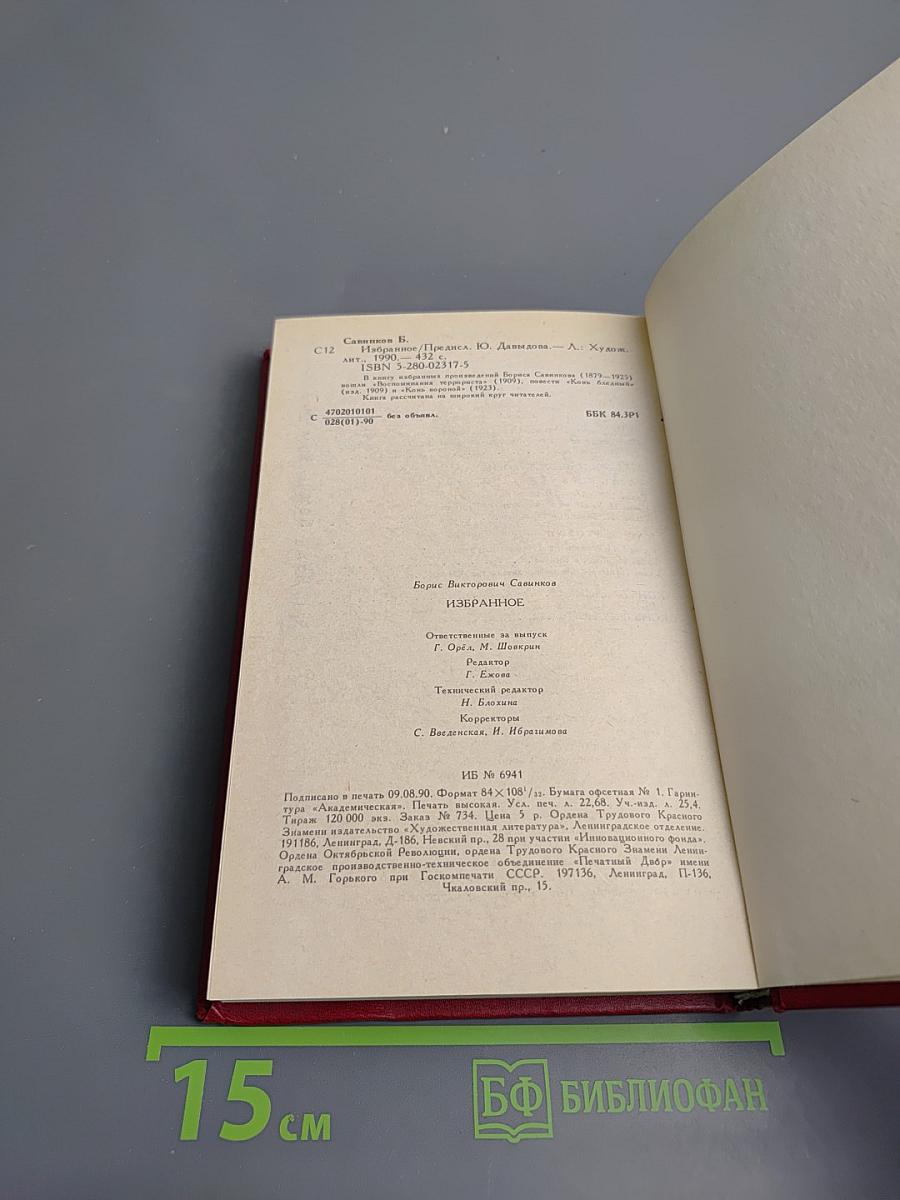 Савинков Б.
С12 Избранное/Предисл. Ю. Давыдова.— Л.: Худож.
лит., 1990.— 432 с.
ISBN 5-280-02317-5
В книгу избранных произведений Бориса Савинкова (1879—1925)
вошли «Воспоминания террориста» (1909), повести «Конь бледный»
(изд. 1909) и «Конь вороной» (1923).
Книга рассчитана на широкий круг читателей.
С 4702010101 без объявл. ББК 84.3Р1
028(01)-90
Борис Викторович Савинков
ИЗБРАННОЕ
Ответственные за выпуск
Г. Орёл, М. Шовкрин
Редактор
Г. Ежова
Технический редактор
Н. Блохина
Корректоры
С. Введенская, И. Ибрагимова
ИБ № 6941
Подписано в печать 09.08.90. Формат 84×108¹/₃₂. Бумага офсетная № 1. Гарни-
тура «Академическая». Печать высокая. Усл. печ. л. 22,68. Уч.-изд. л. 25,4.
Тираж 120 000 экз. Заказ № 734. Цена 5 р. Ордена Трудового Красного
Знамени издательство «Художественная литература», Ленинградское отделение.
191186, Ленинград, Д-186, Невский пр., 28 при участии «Инновационного фонда».
Ордена Октябрьской Революции, ордена Трудового Красного Знамени Ленин-
градское производственно-техническое объединение «Печатный Двор» имени
А. М. Горького при Госкомпечати СССР. 197136, Ленинград, П-136,
Чкаловский пр., 15.
15 см
БФ БИБЛИОФАН